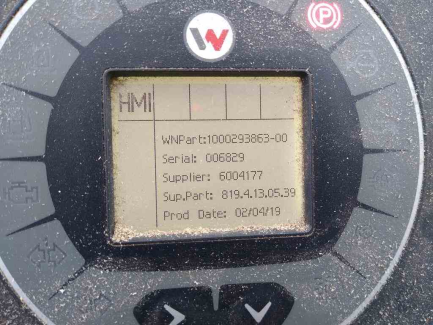 W
P
HMI
WNPart:1000293863-00
Serial: 006829
Supplier: 6004177
Sup.Part: 819.4.13.05.39
Prod Date: 02/04/19